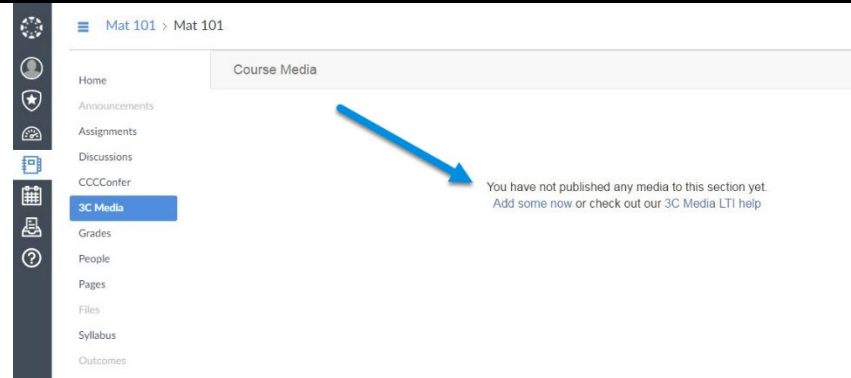 Mat 101 > Mat 101
Course Media
Home
Announcements
Assignments
Discussions
CCCConfer
3C Media
Grades
People
Pages
Files
Syllabus
Outcomes
You have not published any media to this section yet.
Add some now or check out our 3C Media LTI help